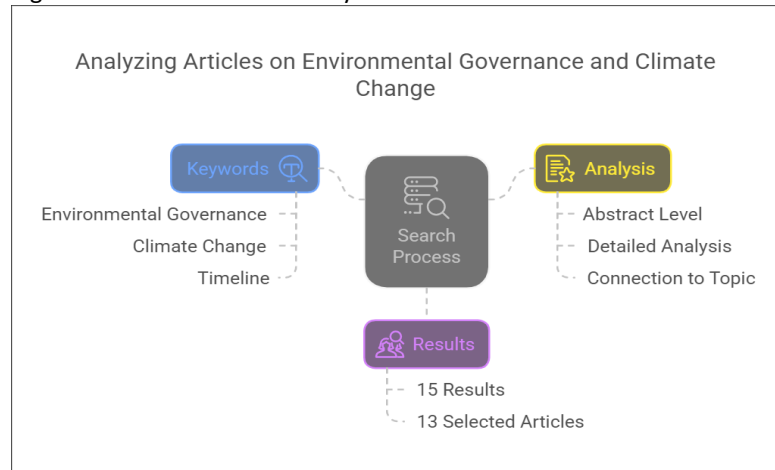 Analyzing Articles on Environmental Governance and Climate
Change
Keywords
Environmental Governance
Climate Change
Timeline
Search
Process
Analysis
Abstract Level
Detailed Analysis
Connection to Topic
Results
15 Results
13 Selected Articles